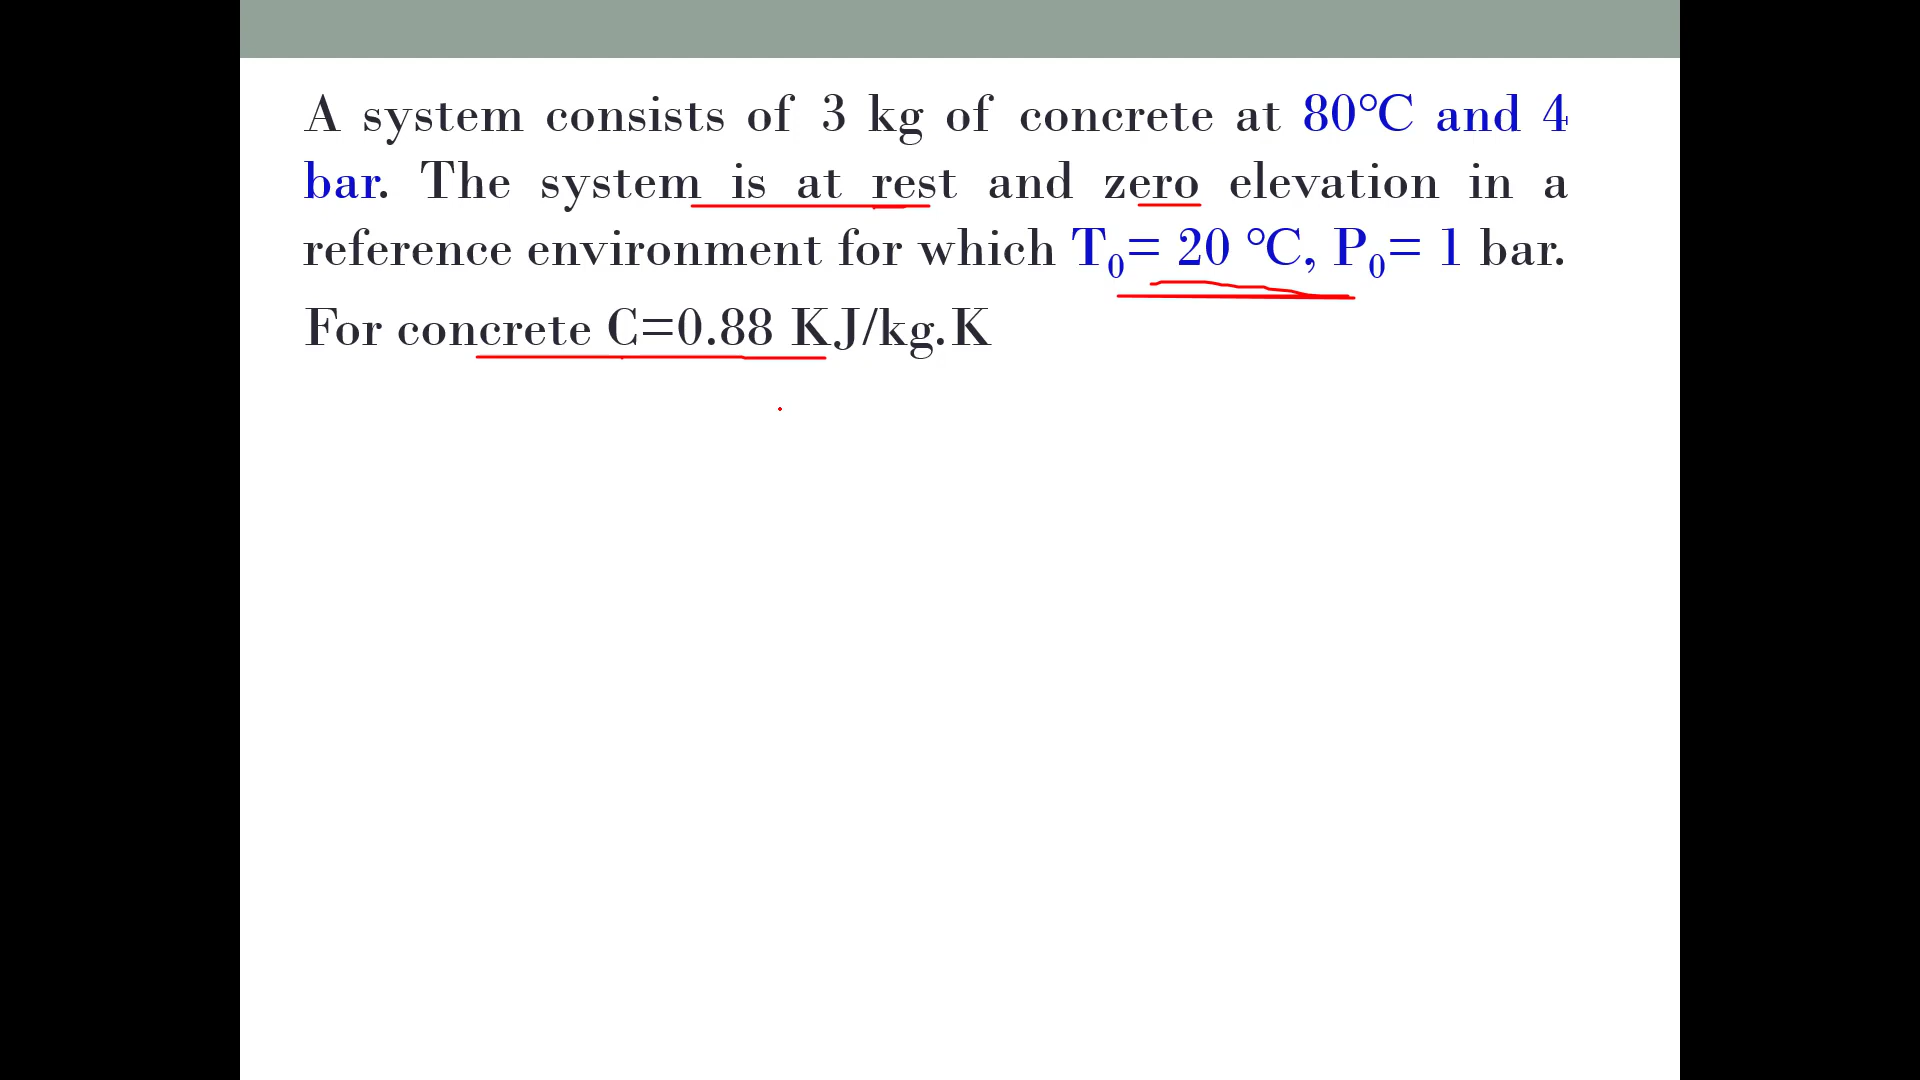 A system consists of 3 kg of concrete at 80°C and 4
bar. The system is at rest and zero elevation in a
reference environment for which T₀= 20 °C, P₀= 1 bar.
For concrete C=0.88 KJ/kg.K